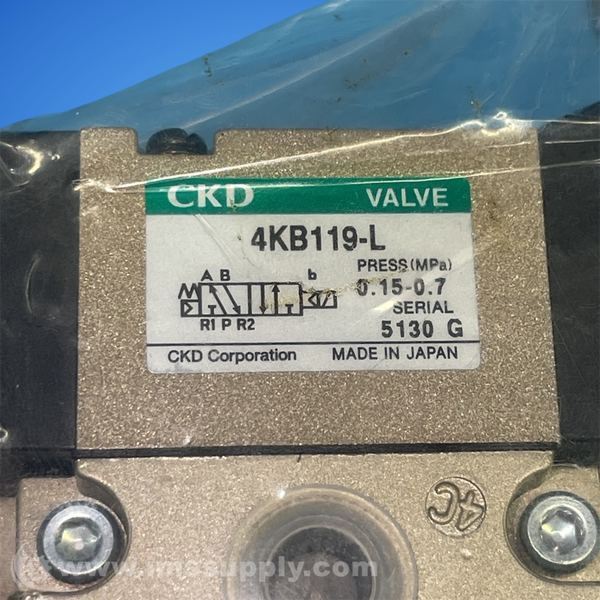 CKD VALVE
4KB119-L
A B b
PRESS(MPa)
0.15-0.7
R1 P R2
SERIAL
5130 G
CKD Corporation MADE IN JAPAN
4C
www.imssupply.com